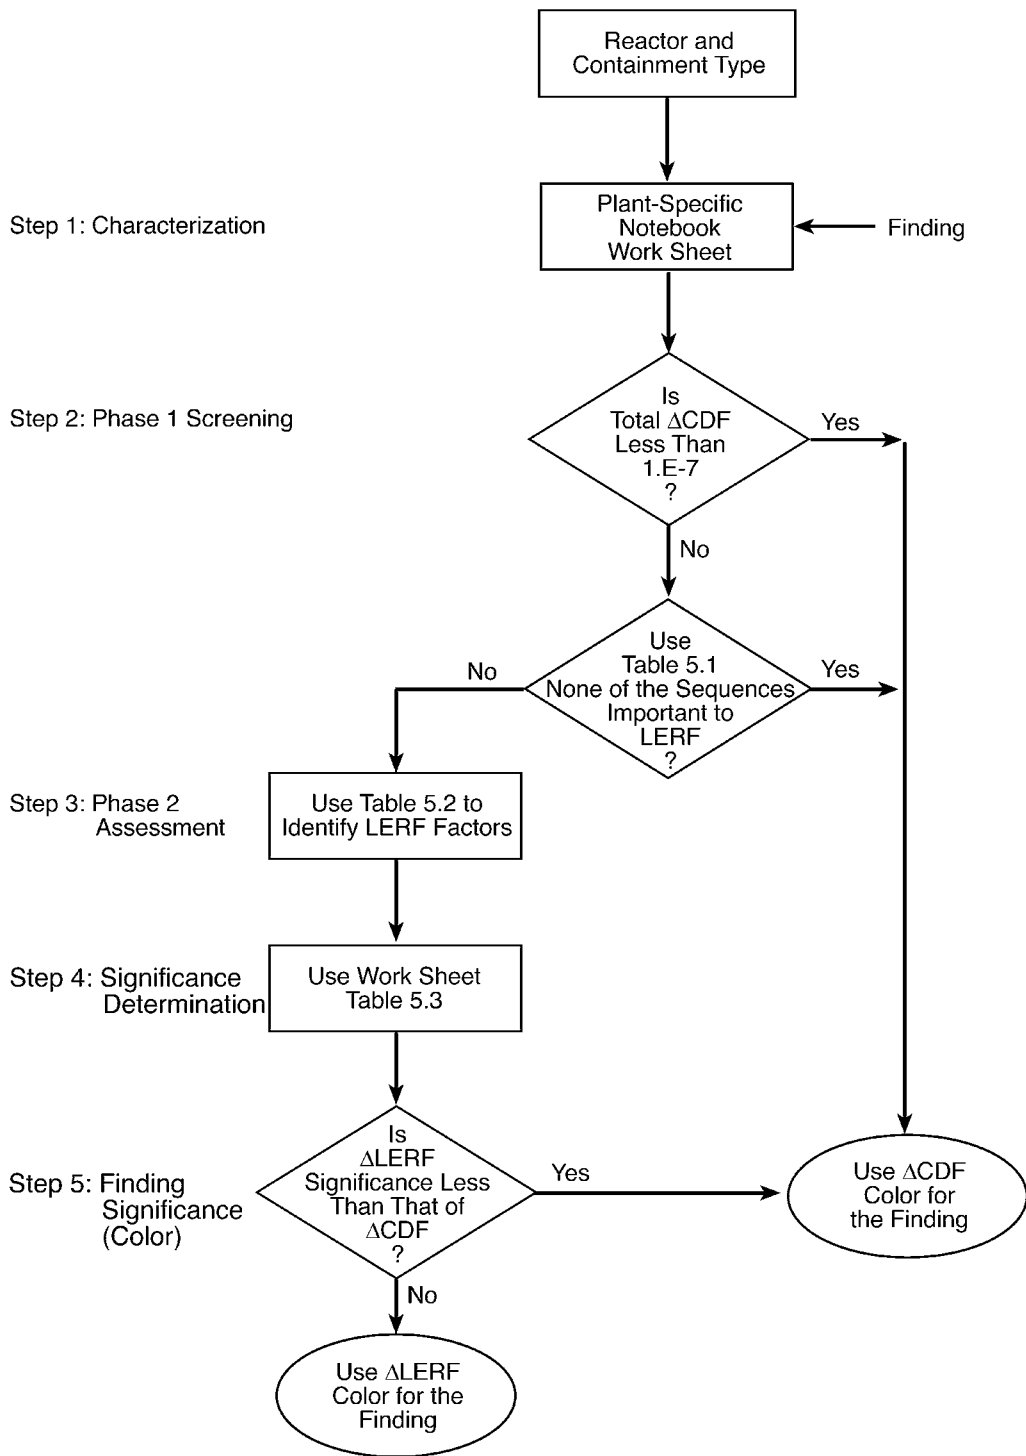 Reactor and
Containment Type
Step 1: Characterization
Plant-Specific
Notebook
Work Sheet
Finding
Step 2: Phase 1 Screening
Is
Total ΔCDF
Less Than
1.E-7
?
Yes
No
Use
Table 5.1
None of the Sequences
Important to
LERF
?
No
Yes
Step 3: Phase 2
Assessment
Use Table 5.2 to
Identify LERF Factors
Step 4: Significance
Determination
Use Work Sheet
Table 5.3
Step 5: Finding
Significance
(Color)
Is
ΔLERF
Significance Less
Than That of
ΔCDF
?
Yes
Use ΔCDF
Color for
the Finding
No
Use ΔLERF
Color for the
Finding